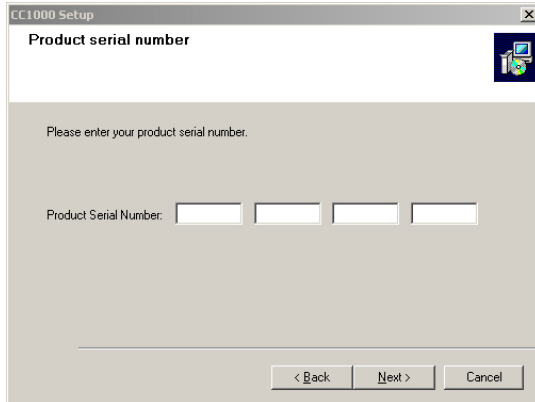 CC1000 Setup
Product serial number
Please enter your product serial number.
Product Serial Number:
< Back Next > Cancel